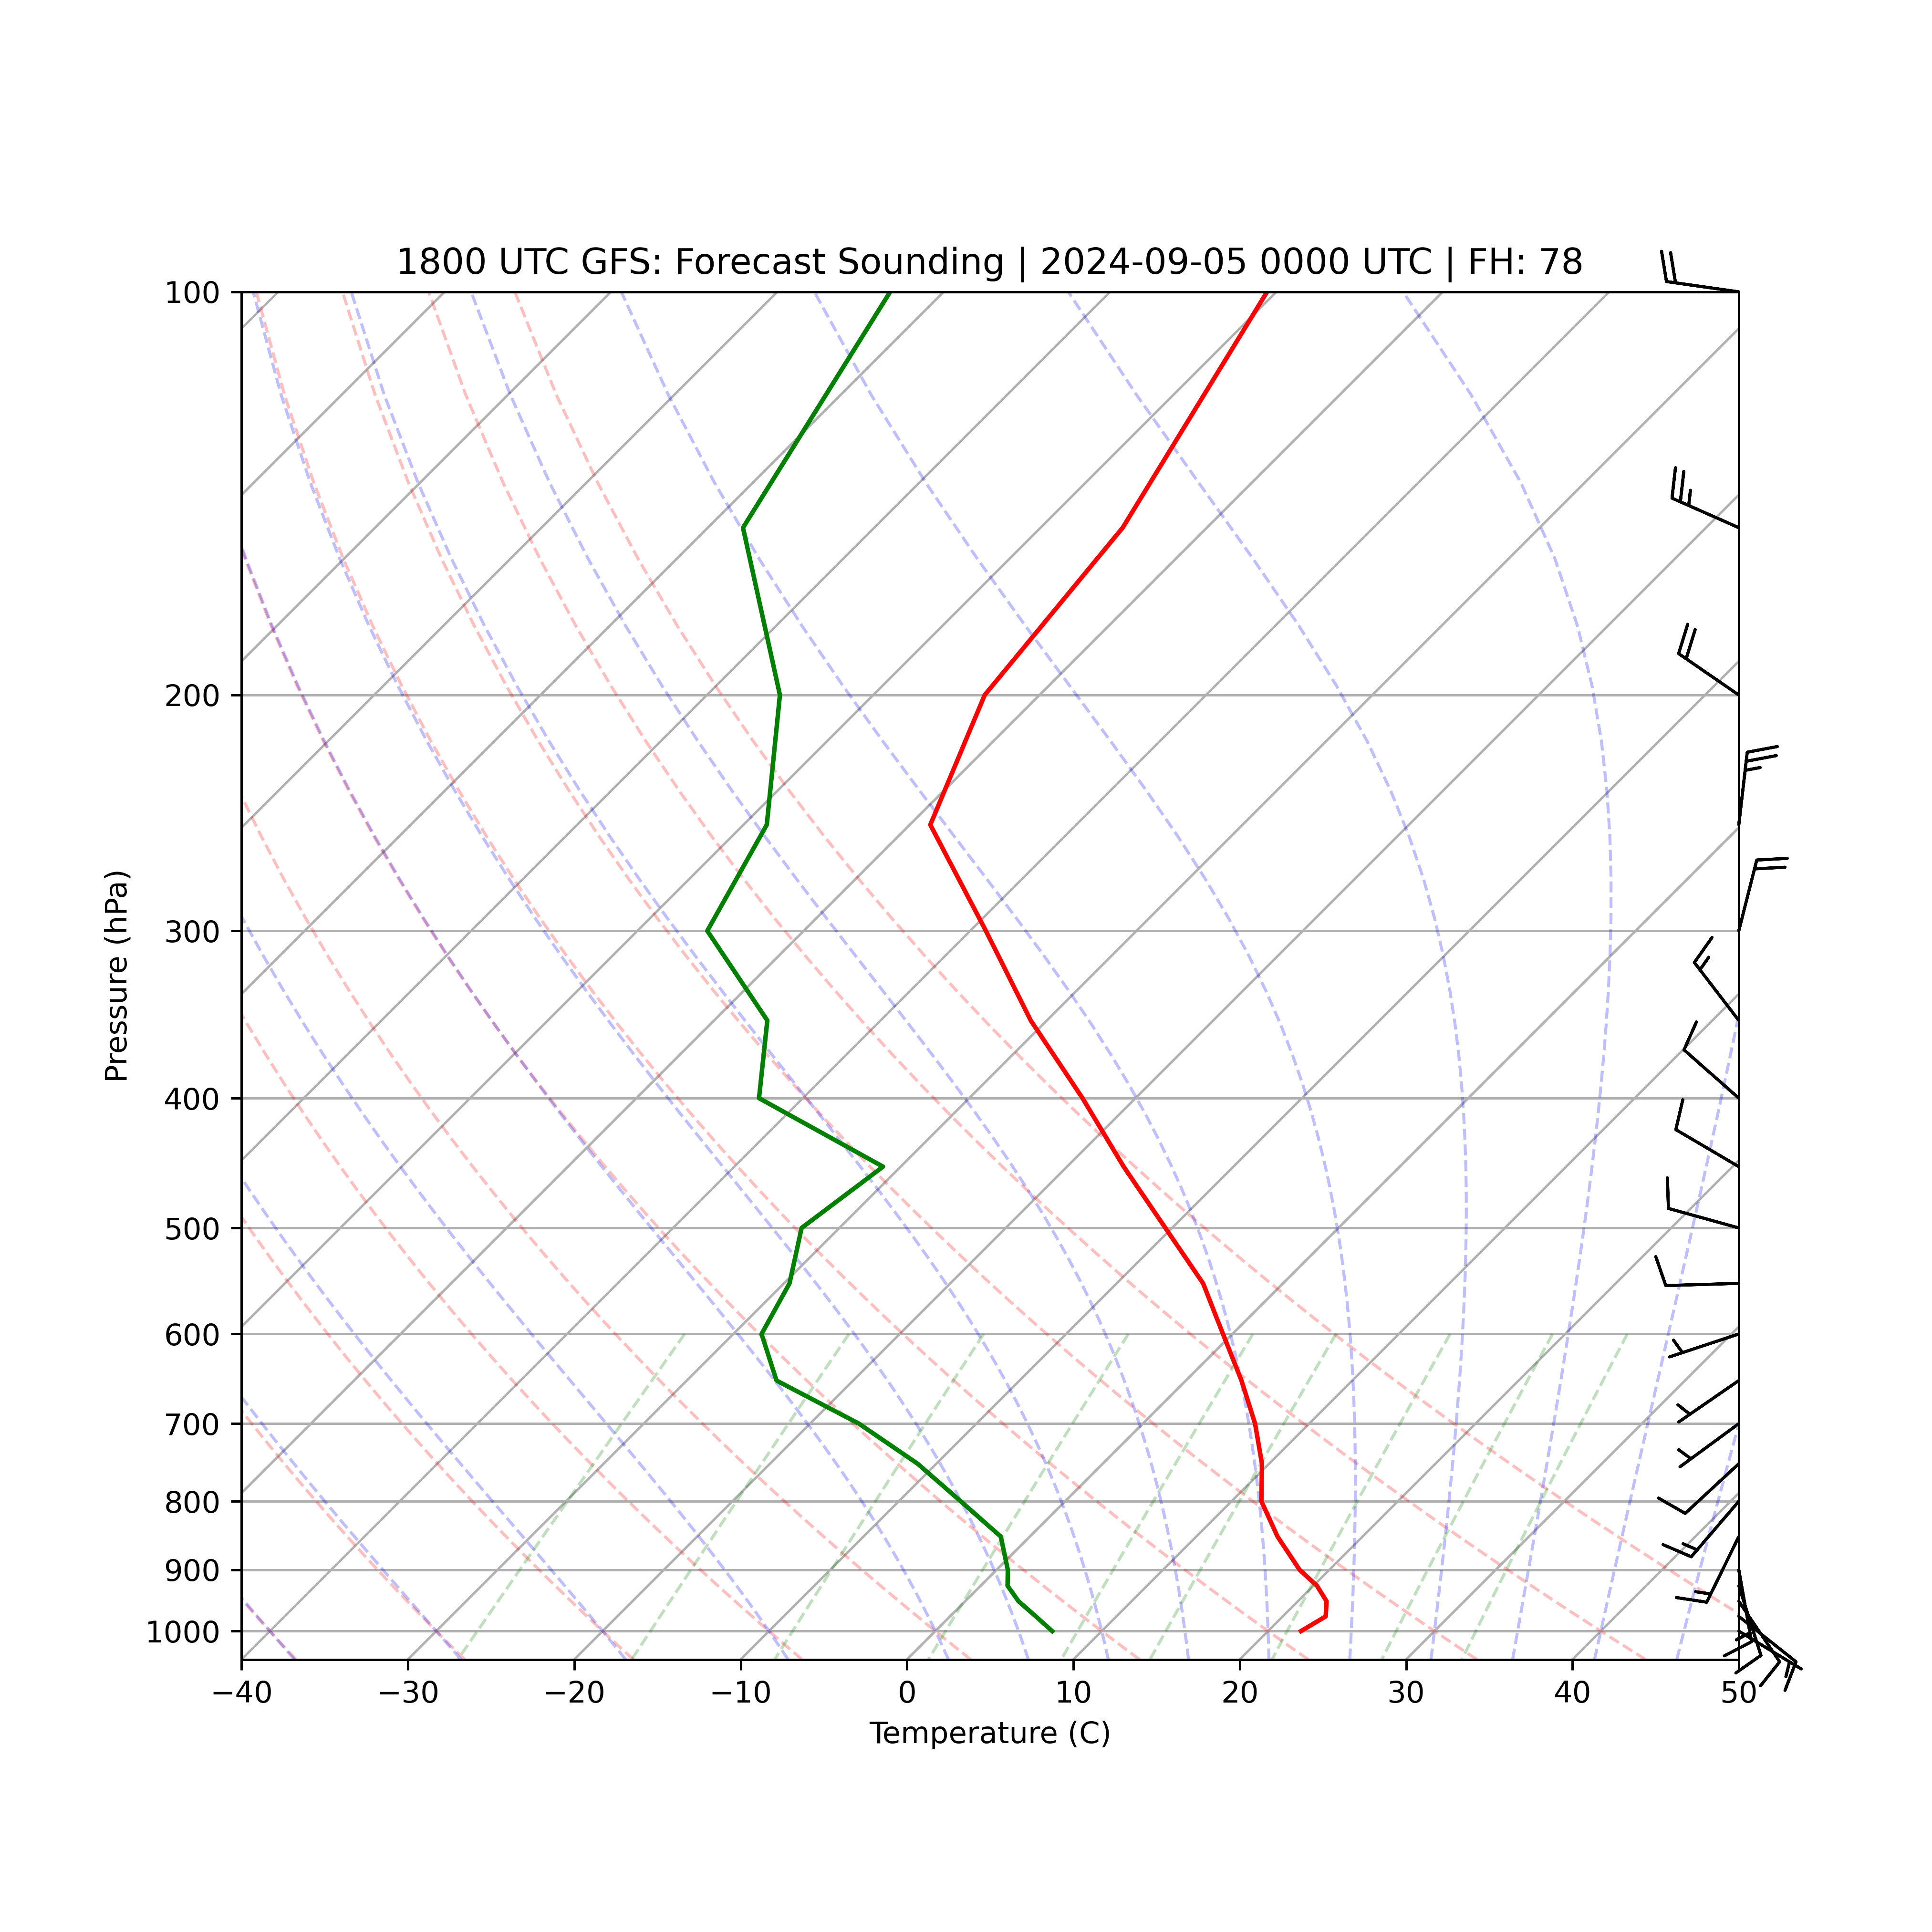 1800 UTC GFS: Forecast Sounding | 2024-09-05 0000 UTC | FH: 78
100
200
300
400
500
600
700
800
900
1000
Pressure (hPa)
−40 −30 −20 −10 0 10 20 30 40 50
Temperature (C)